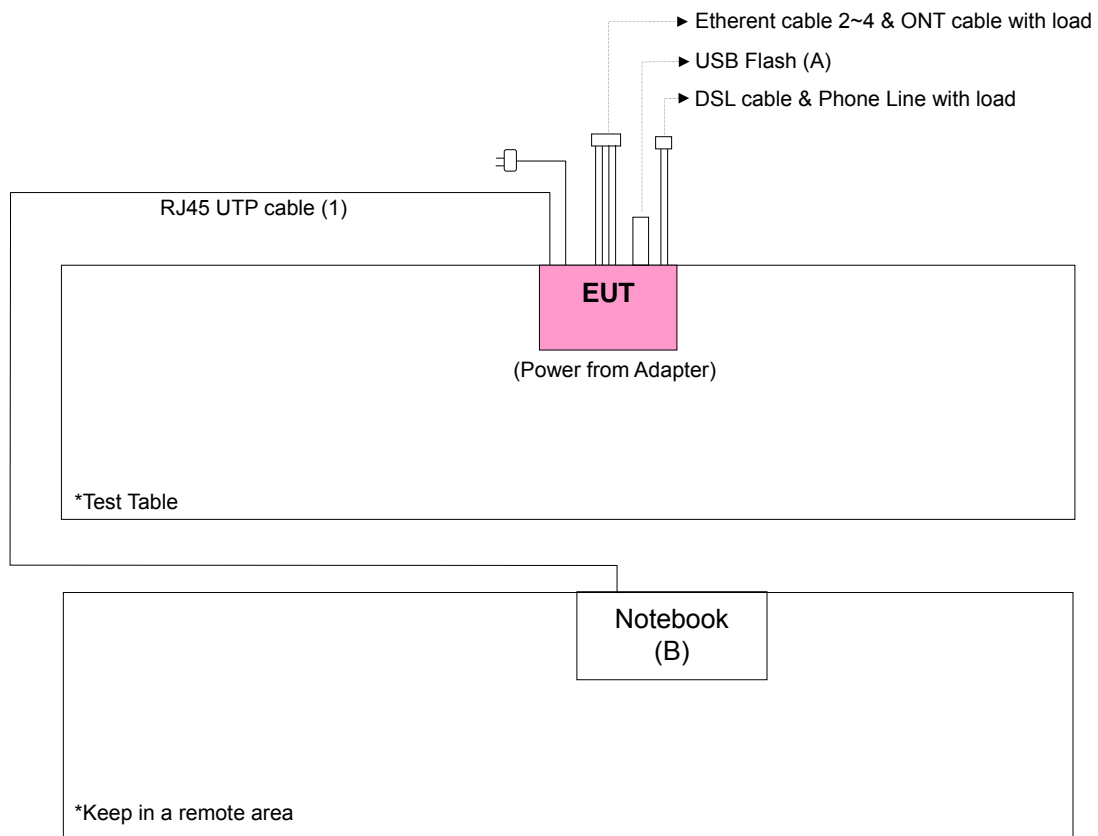 Etherent cable 2~4 & ONT cable with load
USB Flash (A)
DSL cable & Phone Line with load
RJ45 UTP cable (1)
EUT
(Power from Adapter)
*Test Table
Notebook
(B)
*Keep in a remote area